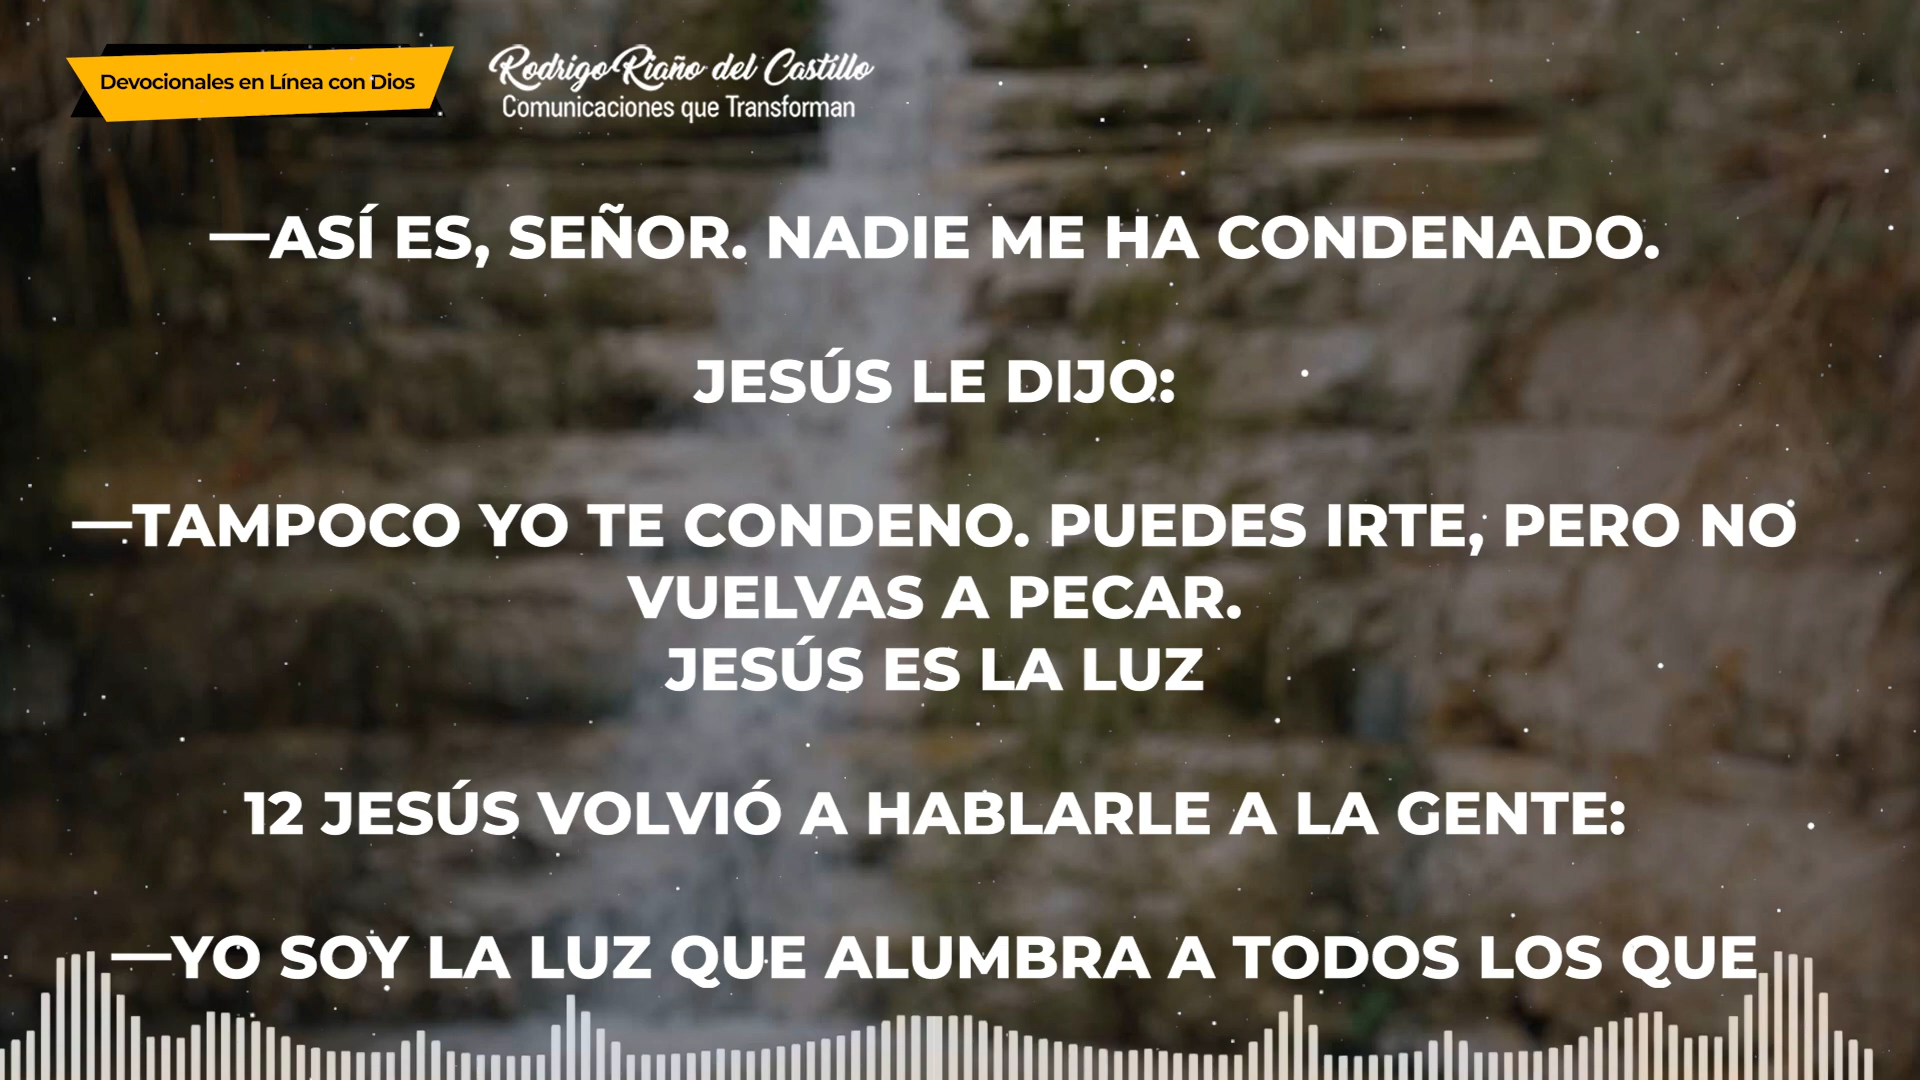 Devocionales en Línea con Dios
Rodrigo Riaño del Castillo
Comunicaciones que Transforman
—ASÍ ES, SEÑOR. NADIE ME HA CONDENADO.
JESÚS LE DIJO:
—TAMPOCO YO TE CONDENO. PUEDES IRTE, PERO NO
VUELVAS A PECAR.
JESÚS ES LA LUZ
12 JESÚS VOLVIÓ A HABLARLE A LA GENTE:
—YO SOY LA LUZ QUE ALUMBRA A TODOS LOS QUE